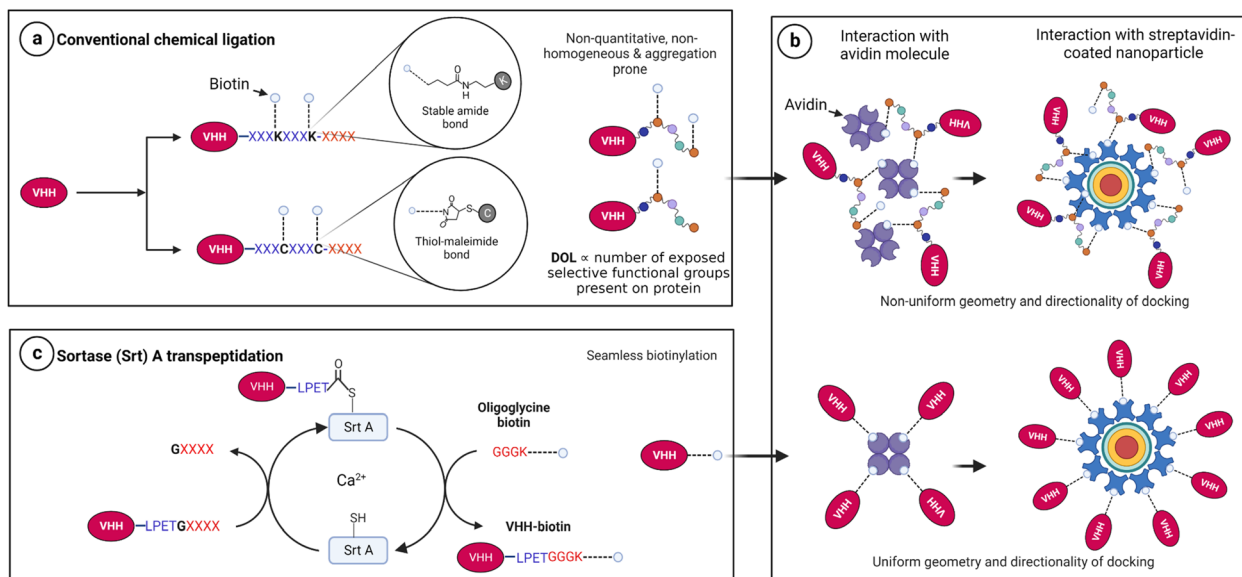 a Conventional chemical ligation
Biotin
VHH
VHH
XXXKXXXK-XXXX
VHH
XXXCXXXC-XXXX
O
N
H
K
Stable amide
bond
O
N
O
S
C
Thiol-maleimide
bond
Non-quantitative, non-
homogeneous & aggregation
prone
VHH
VHH
DOL ∝ number of exposed
selective functional groups
present on protein
b
Interaction with
avidin molecule
Interaction with streptavidin-
coated nanoparticle
Avidin
VHH
VHH
VHH
VHH
VHH
VHH
VHH
VHH
Non-uniform geometry and directionality of docking
VHH
VHH
VHH
VHH
VHH
VHH
VHH
VHH
VHH
VHH
VHH
VHH
VHH
Uniform geometry and directionality of docking
c Sortase (Srt) A transpeptidation
Seamless biotinylation
VHH
LPET
O
S
Srt A
GXXXX
Ca²⁺
Oligoglycine
biotin
GGGK
VHH
VHH
LPETGXXXX
SH
Srt A
VHH-biotin
VHH
LPETGGGK